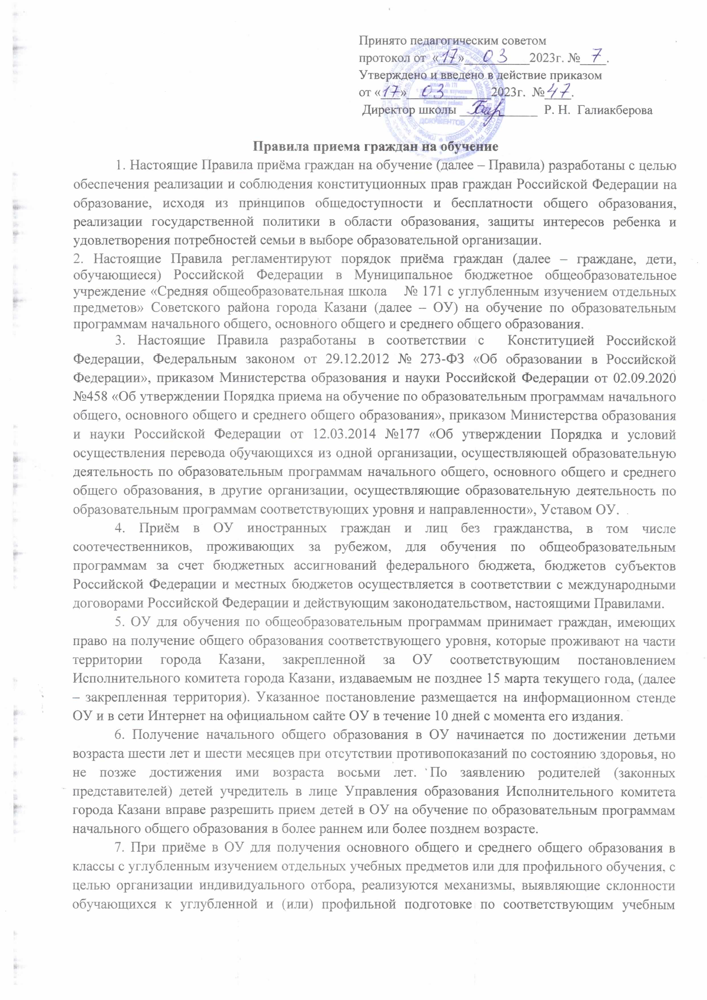 Принято педагогическим советом
протокол от «17» 03 2023г. № 7.
Утверждено и введено в действие приказом
от «17» 03 2023г. № 47.
Директор школы ____________ Р. Н. Галиакберова
ДЛЯ
ДОКУМЕНТОВ
Правила приема граждан на обучение
1. Настоящие Правила приёма граждан на обучение (далее – Правила) разработаны с целью
обеспечения реализации и соблюдения конституционных прав граждан Российской Федерации на
образование, исходя из принципов общедоступности и бесплатности общего образования,
реализации государственной политики в области образования, защиты интересов ребенка и
удовлетворения потребностей семьи в выборе образовательной организации.
2. Настоящие Правила регламентируют порядок приёма граждан (далее – граждане, дети,
обучающиеся) Российской Федерации в Муниципальное бюджетное общеобразовательное
учреждение «Средняя общеобразовательная школа № 171 с углубленным изучением отдельных
предметов» Советского района города Казани (далее – ОУ) на обучение по образовательным
программам начального общего, основного общего и среднего общего образования.
3. Настоящие Правила разработаны в соответствии с Конституцией Российской
Федерации, Федеральным законом от 29.12.2012 № 273-ФЗ «Об образовании в Российской
Федерации», приказом Министерства образования и науки Российской Федерации от 02.09.2020
№458 «Об утверждении Порядка приема на обучение по образовательным программам начального
общего, основного общего и среднего общего образования», приказом Министерства образования
и науки Российской Федерации от 12.03.2014 №177 «Об утверждении Порядка и условий
осуществления перевода обучающихся из одной организации, осуществляющей образовательную
деятельность по образовательным программам начального общего, основного общего и среднего
общего образования, в другие организации, осуществляющие образовательную деятельность по
образовательным программам соответствующих уровня и направленности», Уставом ОУ.
4. Приём в ОУ иностранных граждан и лиц без гражданства, в том числе
соотечественников, проживающих за рубежом, для обучения по общеобразовательным
программам за счет бюджетных ассигнований федерального бюджета, бюджетов субъектов
Российской Федерации и местных бюджетов осуществляется в соответствии с международными
договорами Российской Федерации и действующим законодательством, настоящими Правилами.
5. ОУ для обучения по общеобразовательным программам принимает граждан, имеющих
право на получение общего образования соответствующего уровня, которые проживают на части
территории города Казани, закрепленной за ОУ соответствующим постановлением
Исполнительного комитета города Казани, издаваемым не позднее 15 марта текущего года, (далее
– закрепленная территория). Указанное постановление размещается на информационном стенде
ОУ и в сети Интернет на официальном сайте ОУ в течение 10 дней с момента его издания.
6. Получение начального общего образования в ОУ начинается по достижении детьми
возраста шести лет и шести месяцев при отсутствии противопоказаний по состоянию здоровья, но
не позже достижения ими возраста восьми лет. По заявлению родителей (законных
представителей) детей учредитель в лице Управления образования Исполнительного комитета
города Казани вправе разрешить прием детей в ОУ на обучение по образовательным программам
начального общего образования в более раннем или более позднем возрасте.
7. При приёме в ОУ для получения основного общего и среднего общего образования в
классы с углубленным изучением отдельных учебных предметов или для профильного обучения, с
целью организации индивидуального отбора, реализуются механизмы, выявляющие склонности
обучающихся к углубленной и (или) профильной подготовке по соответствующим учебным